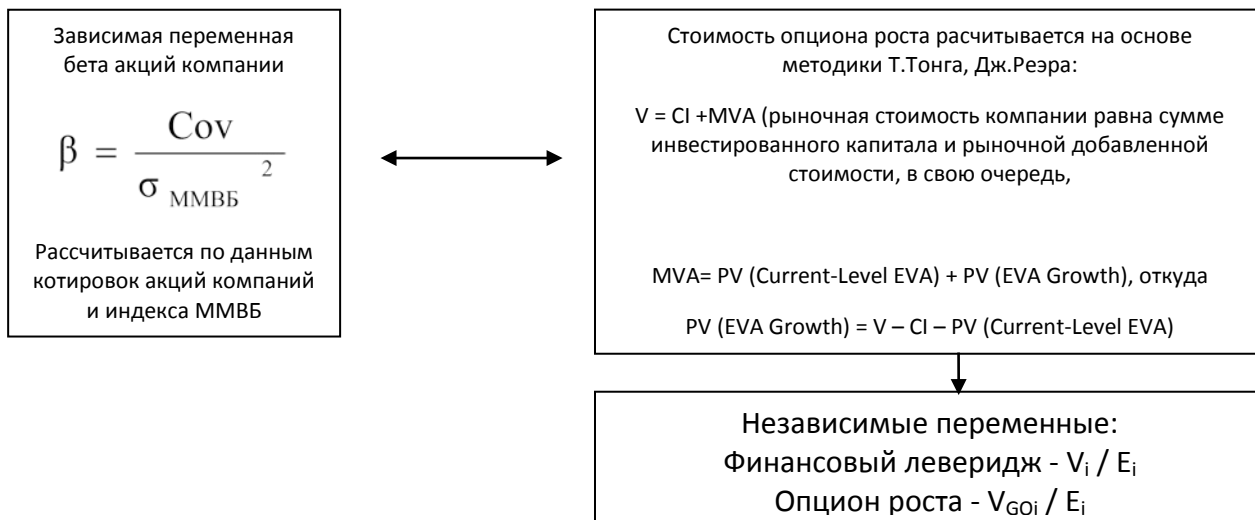 Зависимая переменная
бета акций компании
β = Cov / σ ММВБ ²
Рассчитывается по данным
котировок акций компаний
и индекса ММВБ
Стоимость опциона роста расчитывается на основе
методики Т.Тонга, Дж.Реэра:
V = CI +MVA (рыночная стоимость компании равна сумме
инвестированного капитала и рыночной добавленной
стоимости, в свою очередь,
MVA= PV (Current-Level EVA) + PV (EVA Growth), откуда
PV (EVA Growth) = V – CI – PV (Current-Level EVA)
Независимые переменные:
Финансовый леверидж - Vi / Ei
Опцион роста - VGOi / Ei